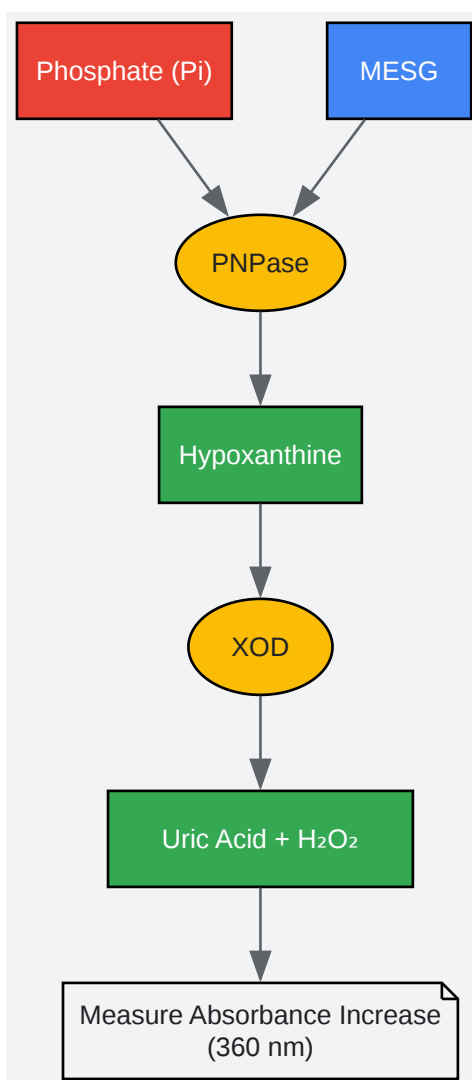 Phosphate (Pi)
MESG
PNPase
Hypoxanthine
XOD
Uric Acid + H₂O₂
Measure Absorbance Increase
(360 nm)